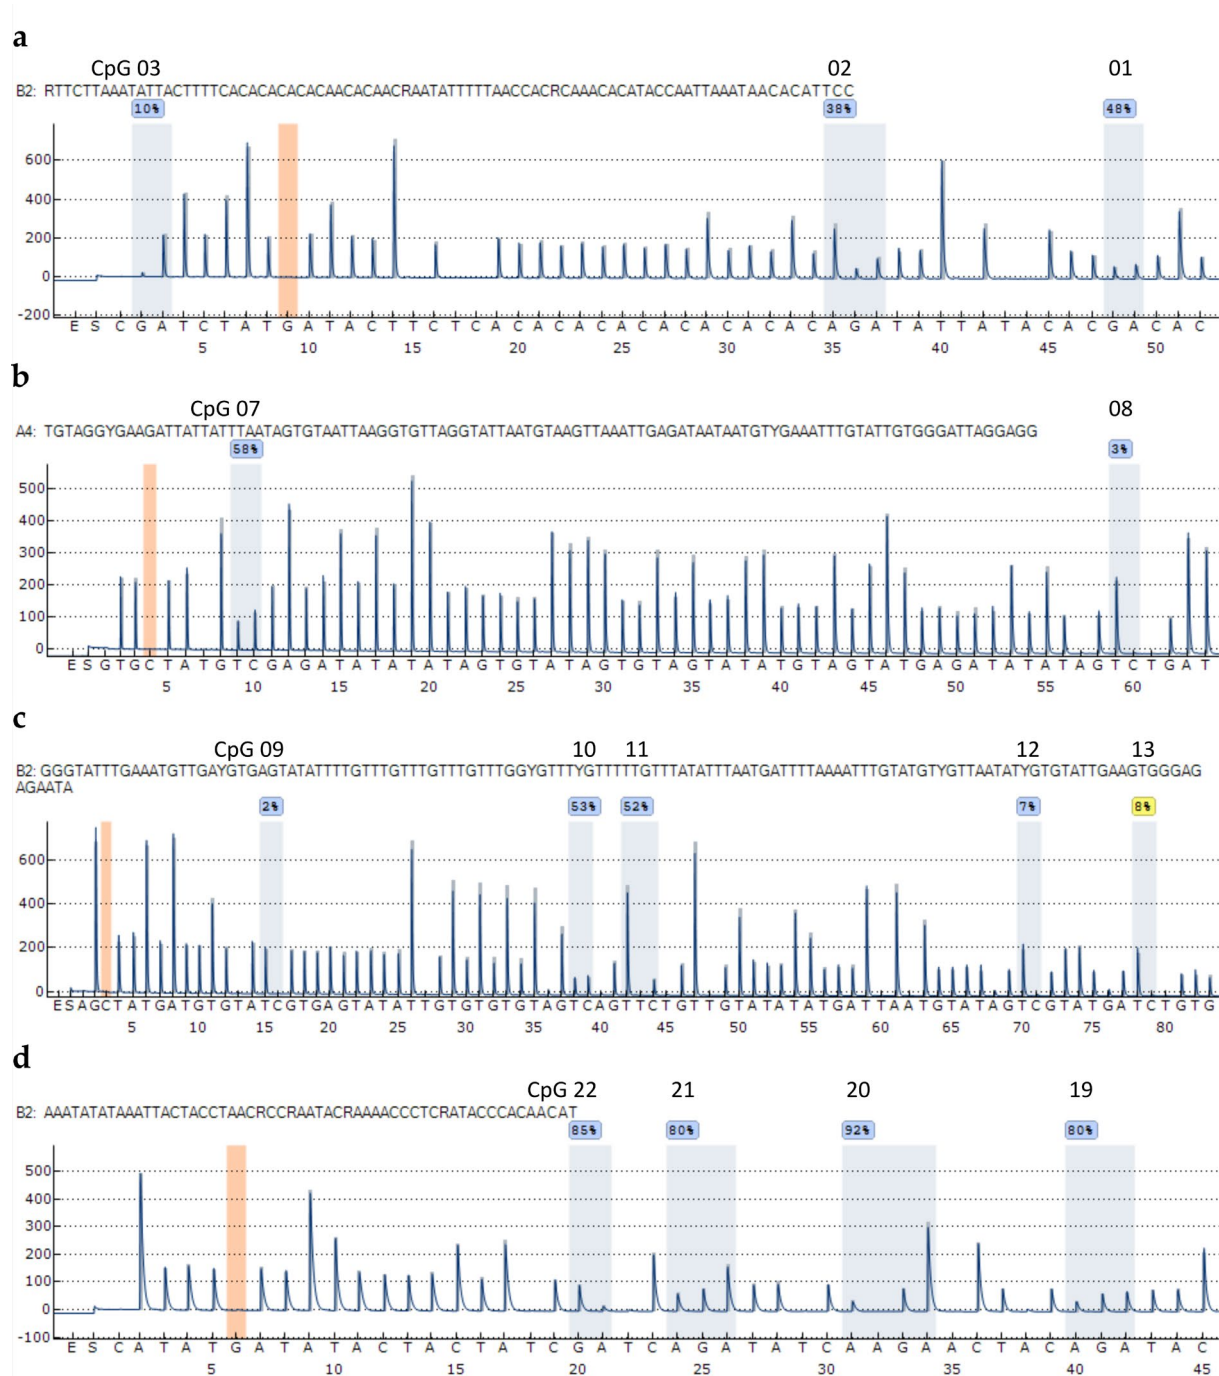 a
CpG 03 02 01
B2: RTTCTTAAATATTACTTTTCACACACACACACAACACAACRAATATTTTTAACCACRCAAACACATACCAATTAAATAACACATTCC
10% 38% 48%
600
400
200
0
-200
E S C G A T C T A T G A T A C T T C T C A C A C A C A C A C A C A C A G A T A T T A T A C A C G A C A C
5 10 15 20 25 30 35 40 45 50
b
CpG 07 08
A4: TGTAGGYGAAGATTATTATTTAATAGTGTAATTAAGGTGTTAGGTATTAATGTAAGTTAAATTGAGATAATAATGTYGAAATTTGTATTGTGGGATTAGGAGG
58% 3%
500
400
300
200
100
0
E S G T G C T A T G T C G A G A T A T A T A T A G T G T A T A G T G T A G T A T A T G T A G T A T G A G A T A T A T A G T C T G A T
5 10 15 20 25 30 35 40 45 50 55 60
c
CpG 09 10 11 12 13
B2: GGGTATTTGAAATGTTGAYGTGAGTATATTTTGTTTGTTTGTTTGTTTGGYGTTTYGTTTTTGTTTATATTTAATGATTTTAAAATTTGTATGTYGTTAATATYGTGTATTGAAGTGGGAG
AGAATA
2% 53% 52% 7% 8%
600
400
200
0
E S A G C T A T G A T G T G T A T C G T G A G T A T A T T G T G T G T G T A G T C A G T T C T G T T G T A T A T A T G A T T A A T G T A T A G T C G T A T G A T C T G T G
5 10 15 20 25 30 35 40 45 50 55 60 65 70 75 80
d
CpG 22 21 20 19
B2: AAATATATAAATTACTACCTAACRCCRAATACRAAAACCCTCRATACCCACAACAT
85% 80% 92% 80%
500
400
300
200
100
0
-100
E S C A T A T G A T A T A C T A C T A T C G A T C A G A T A T C A A G A A C T A C A G A T A C
5 10 15 20 25 30 35 40 45